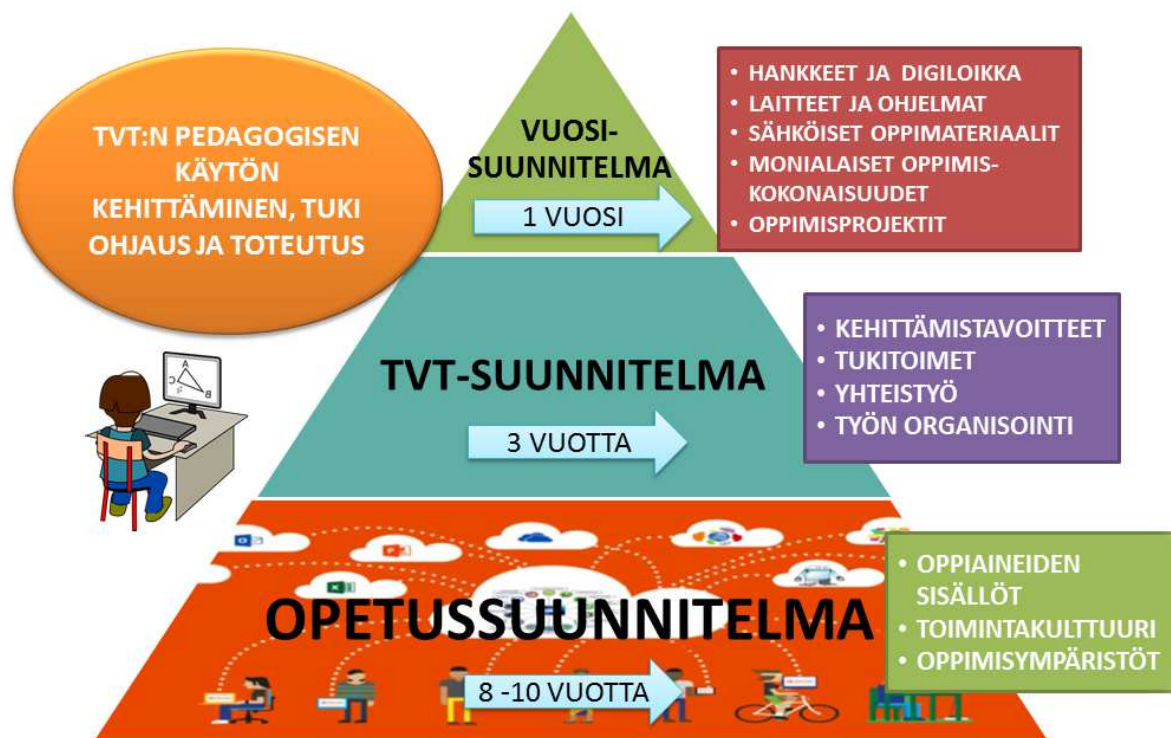 TVT:N PEDAGOGISEN
KÄYTÖN
KEHITTÄMINEN, TUKI
OHJAUS JA TOTEUTUS
VUOSI-
SUUNNITELMA
1 VUOSI
• HANKKEET JA DIGILOIKKA
• LAITTEET JA OHJELMAT
• SÄHKÖISET OPPIMATERIAALIT
• MONIALAISET OPPIMIS-
KOKONAISUUDET
• OPPIMISPROJEKTIT
TVT-SUUNNITELMA
3 VUOTTA
• KEHITTÄMISTAVOITTEET
• TUKITOIMET
• YHTEISTYÖ
• TYÖN ORGANISOINTI
A
C
B
OPETUSSUUNNITELMA
8 -10 VUOTTA
• OPPIAINEIDEN
SISÄLLÖT
• TOIMINTAKULTTUURI
• OPPIMISYMPÄRISTÖT